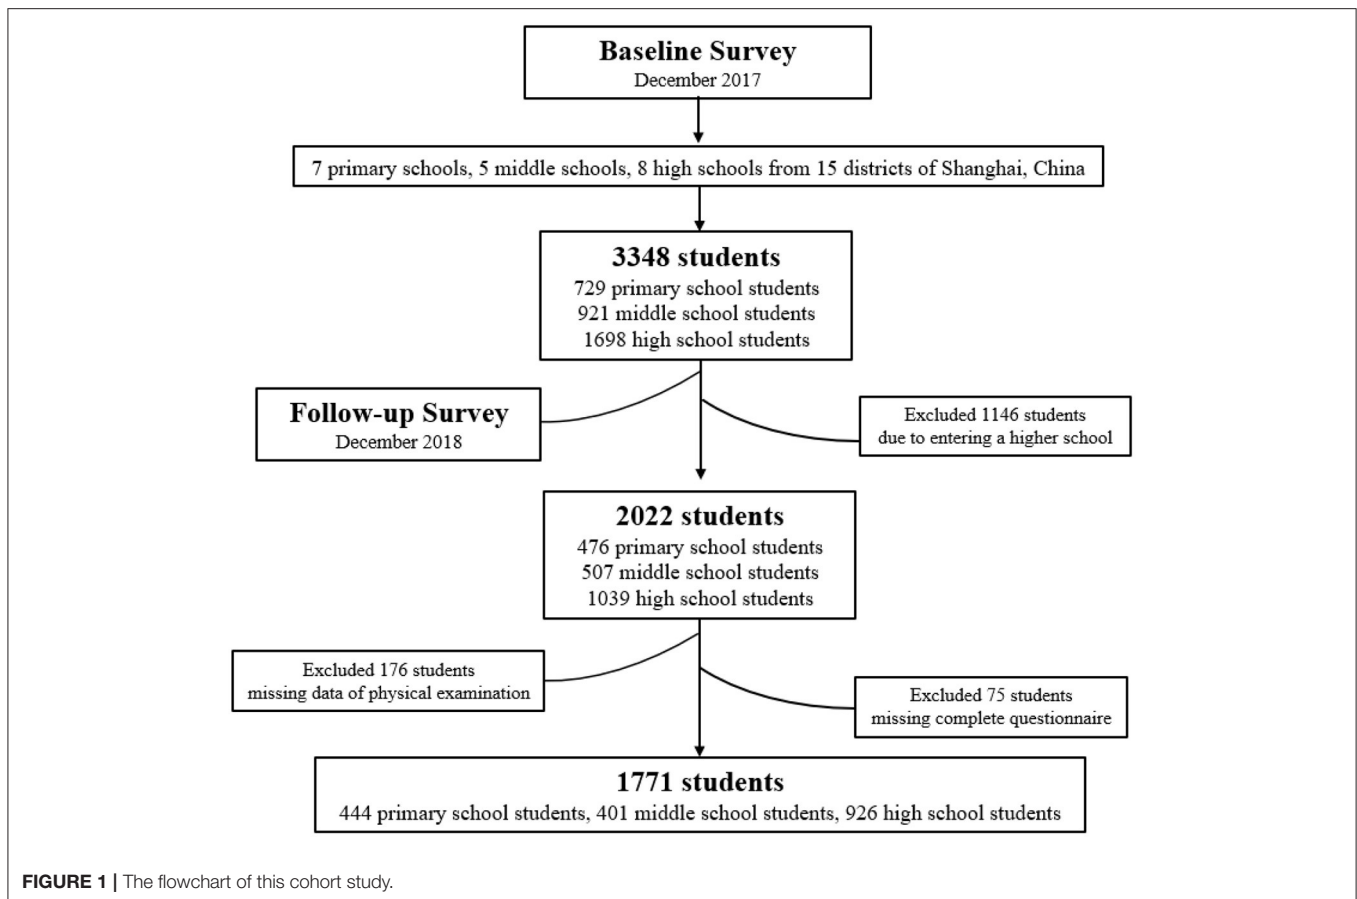 Baseline Survey
December 2017
7 primary schools, 5 middle schools, 8 high schools from 15 districts of Shanghai, China
3348 students
729 primary school students
921 middle school students
1698 high school students
Follow-up Survey
December 2018
Excluded 1146 students
due to entering a higher school
2022 students
476 primary school students
507 middle school students
1039 high school students
Excluded 176 students
missing data of physical examination
Excluded 75 students
missing complete questionnaire
1771 students
444 primary school students, 401 middle school students, 926 high school students
FIGURE 1 | The flowchart of this cohort study.